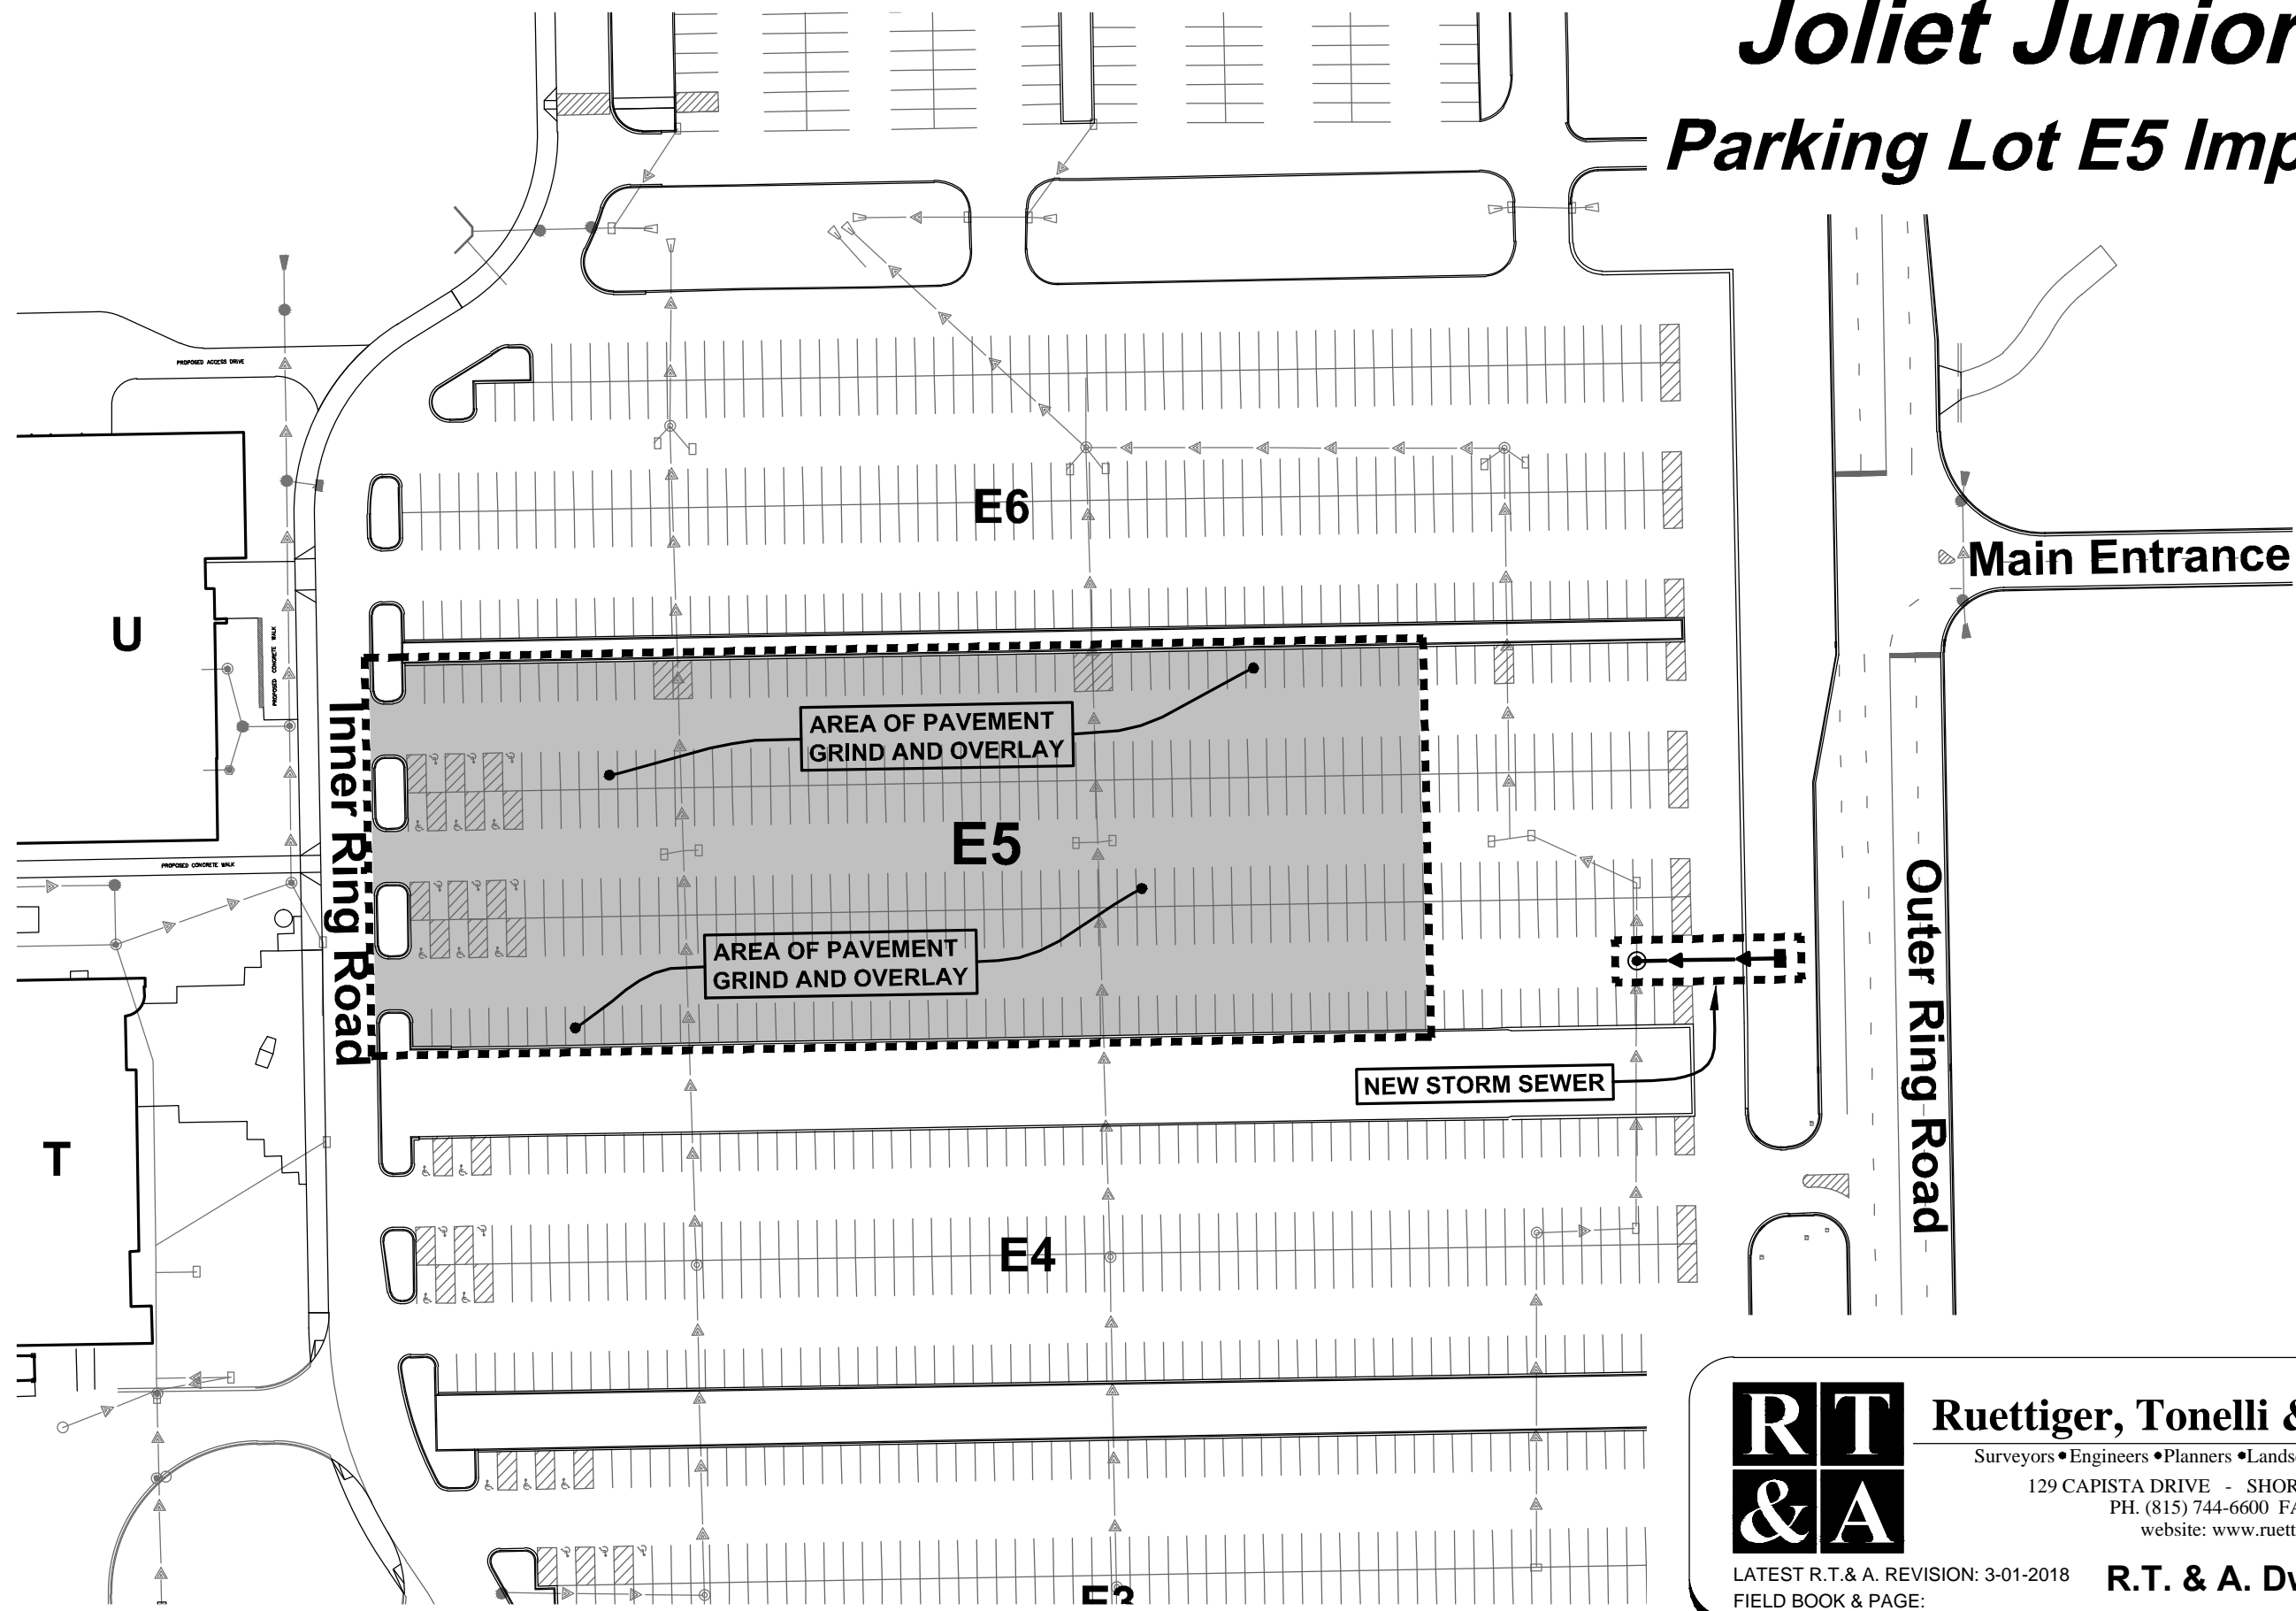 Joliet Junior
Parking Lot E5 Imp
PROPOSED ACCESS DRIVE
E6
Main Entrance
U
PROPOSED CONCRETE WALK
Inner Ring Road
AREA OF PAVEMENT
GRIND AND OVERLAY
E5
PROPOSED CONCRETE WALK
Outer Ring Road
AREA OF PAVEMENT
GRIND AND OVERLAY
NEW STORM SEWER
T
E4
E3
R T
& A
Ruettiger, Tonelli &
Surveyors • Engineers • Planners • Lands
129 CAPISTA DRIVE - SHOR
PH. (815) 744-6600 FA
website: www.ruett
LATEST R.T.& A. REVISION: 3-01-2018
R.T. & A. Dw
FIELD BOOK & PAGE: